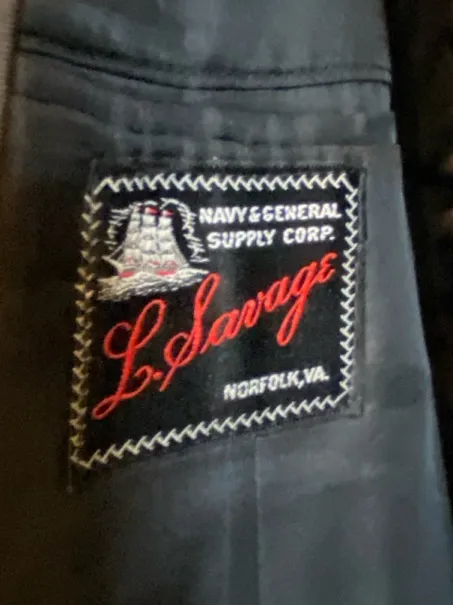 NAVY & GENERAL
SUPPLY CORP.
L. Savage
NORFOLK, VA.